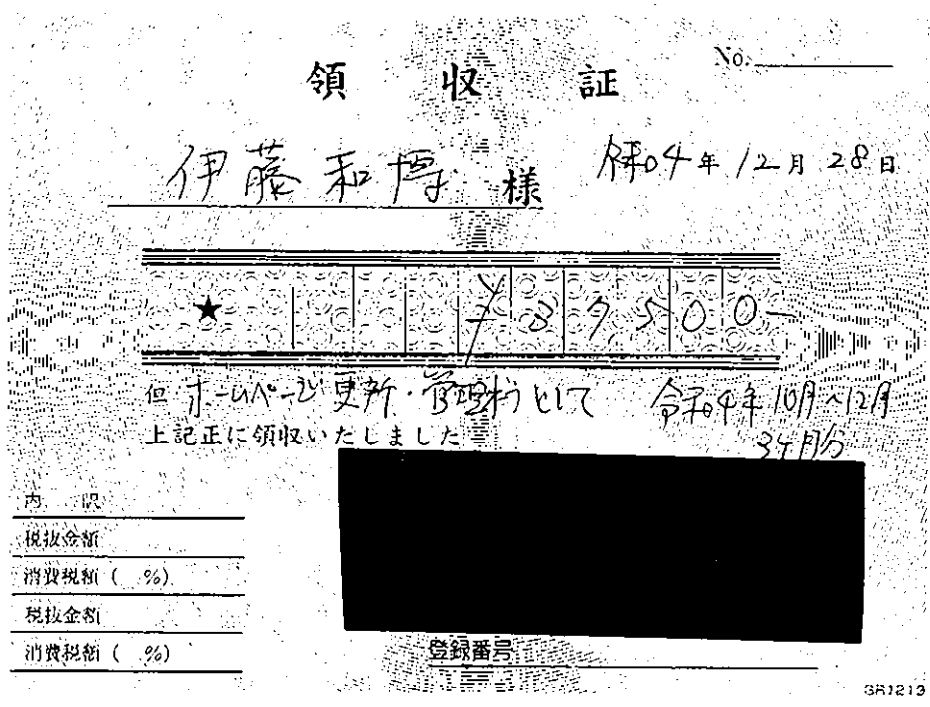 No.
領収証
伊藤和博 様
令和04年12月28日
★ ¥37500-
但 ホームページ更新・管理料として 令和04年10月~12月
上記正に領収いたしました 3ヶ月分
内訳
税抜金額
消費税額( %)
税抜金額
消費税額( %)
登録番号
GR1213